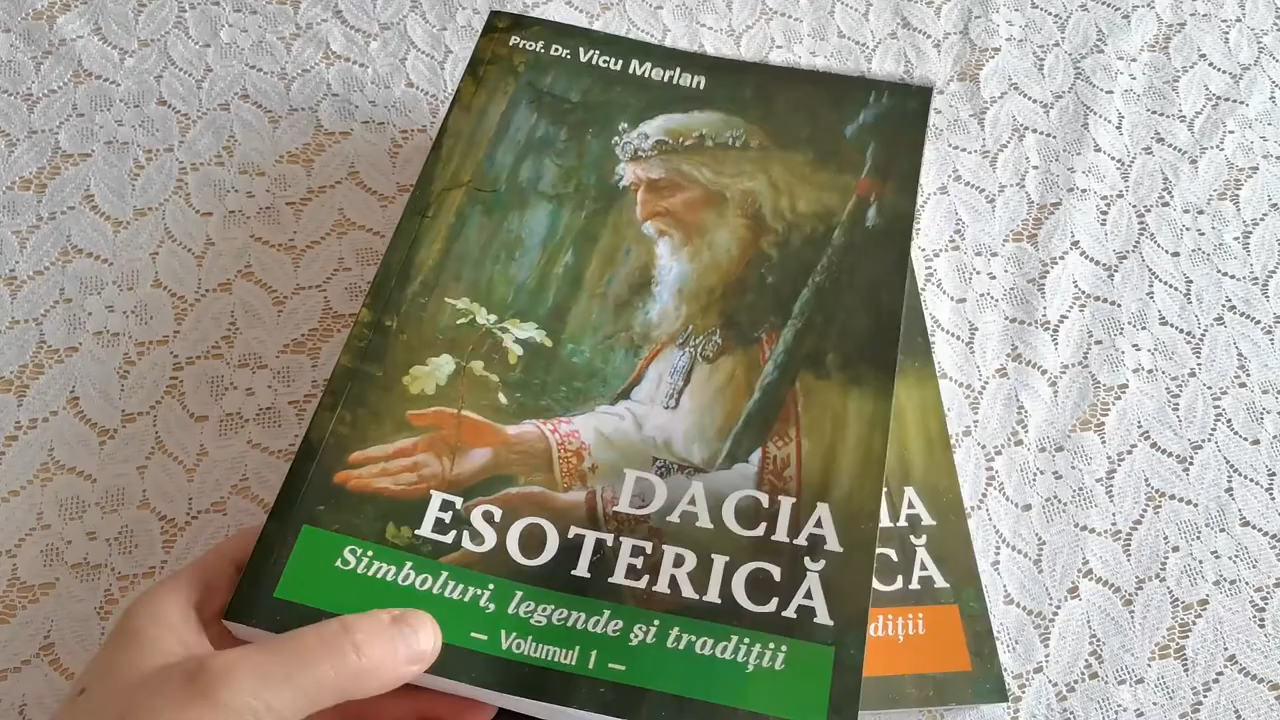 Prof. Dr. Vicu Merlan
DACIA
ESOTERICĂ
Simboluri, legende și tradiții
– Volumul 1 –
IA
CĂ
diții